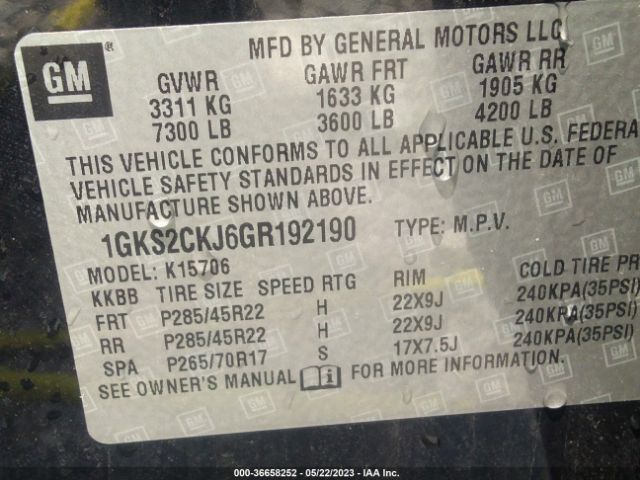 GM ®
MFD BY GENERAL MOTORS LLC
GVWR GAWR FRT GAWR RR
3311 KG 1633 KG 1905 KG
7300 LB 3600 LB 4200 LB
THIS VEHICLE CONFORMS TO ALL APPLICABLE U.S. FEDERA
VEHICLE SAFETY STANDARDS IN EFFECT ON THE DATE OF
MANUFACTURE SHOWN ABOVE.
1GKS2CKJ6GR192190 TYPE: M.P.V.
MODEL: K15706
KKBB TIRE SIZE SPEED RTG RIM COLD TIRE PR
FRT P285/45R22 H 22X9J 240KPA(35PSI)
RR P285/45R22 H 22X9J 240KPA(35PSI)
SPA P265/70R17 S 17X7.5J 240KPA(35PSI)
SEE OWNER'S MANUAL i FOR MORE INFORMATION.
000-36658252 - 05/22/2023 - IAA Inc.